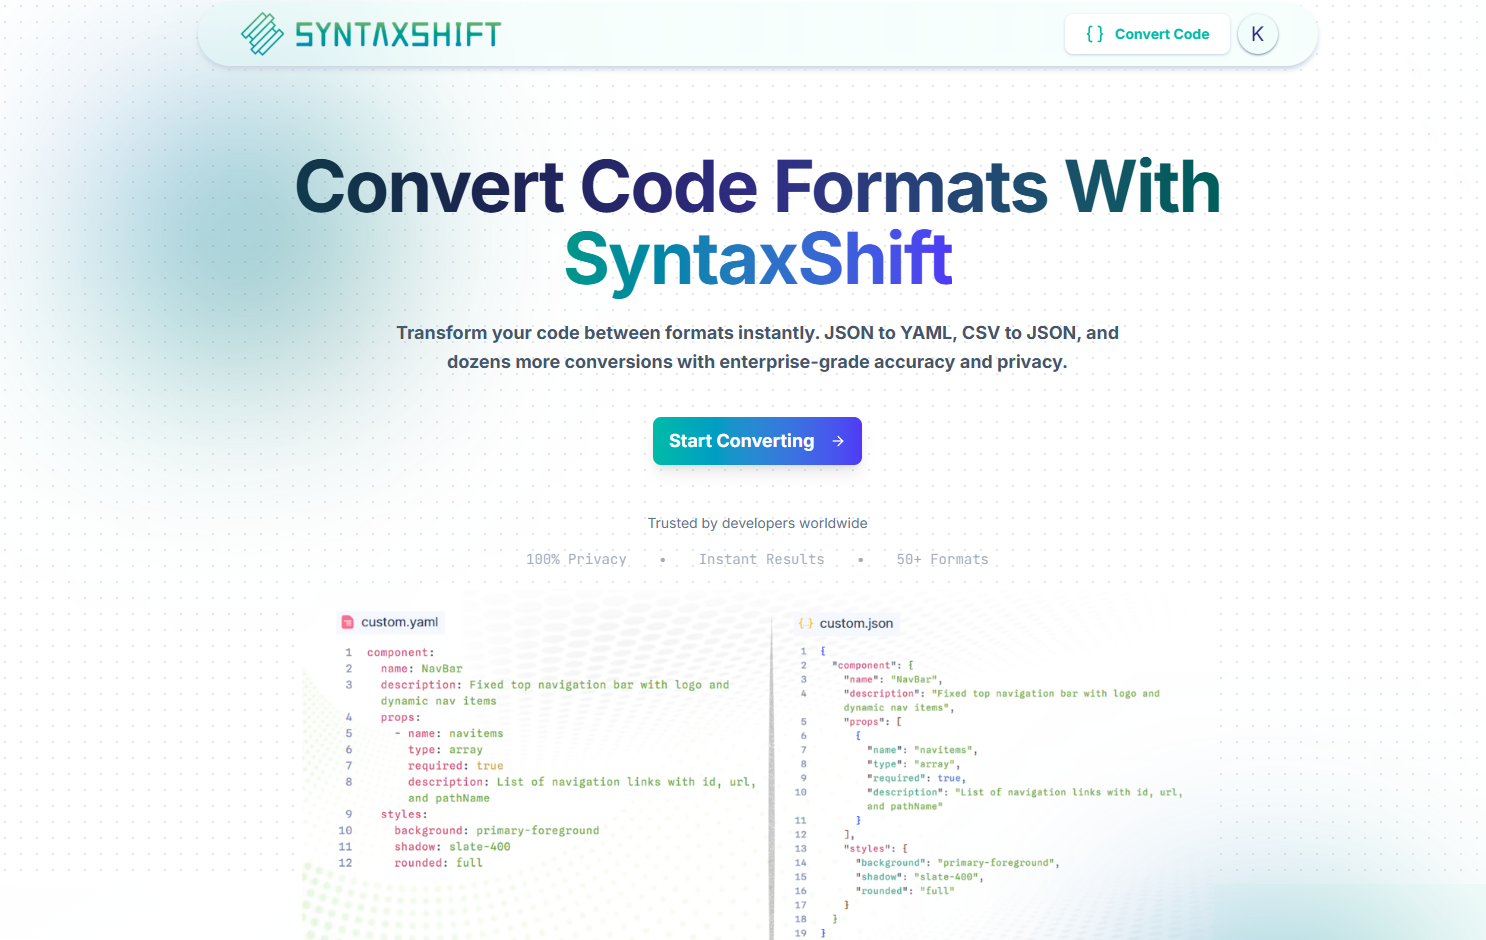 SYNTAXSHIFT
{ } Convert Code
K
Convert Code Formats With
SyntaxShift
Transform your code between formats instantly. JSON to YAML, CSV to JSON, and
dozens more conversions with enterprise-grade accuracy and privacy.
Start Converting →
Trusted by developers worldwide
100% Privacy • Instant Results • 50+ Formats
custom.yaml
1 component:
2 name: NavBar
3 description: Fixed top navigation bar with logo and
dynamic nav items
4 props:
5 - name: navitems
6 type: array
7 required: true
8 description: List of navigation links with id, url,
and pathName
9 styles:
10 background: primary-foreground
11 shadow: slate-400
12 rounded: full
{..} custom.json
1 {
2 "component": {
3 "name": "NavBar",
4 "description": "Fixed top navigation bar with logo and
dynamic nav items",
5 "props": [
6 {
7 "name": "navitems",
8 "type": "array",
9 "required": true,
10 "description": "List of navigation links with id, url,
and pathName"
11 }
12 ],
13 "styles": {
14 "background": "primary-foreground",
15 "shadow": "slate-400",
16 "rounded": "full"
17 }
18 }
19 }